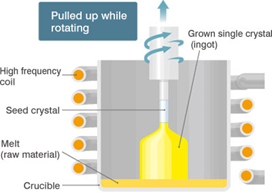 Pulled up while
rotating
Grown single crystal
(ingot)
High frequency
coil
Seed crystal
Melt
(raw material)
Crucible